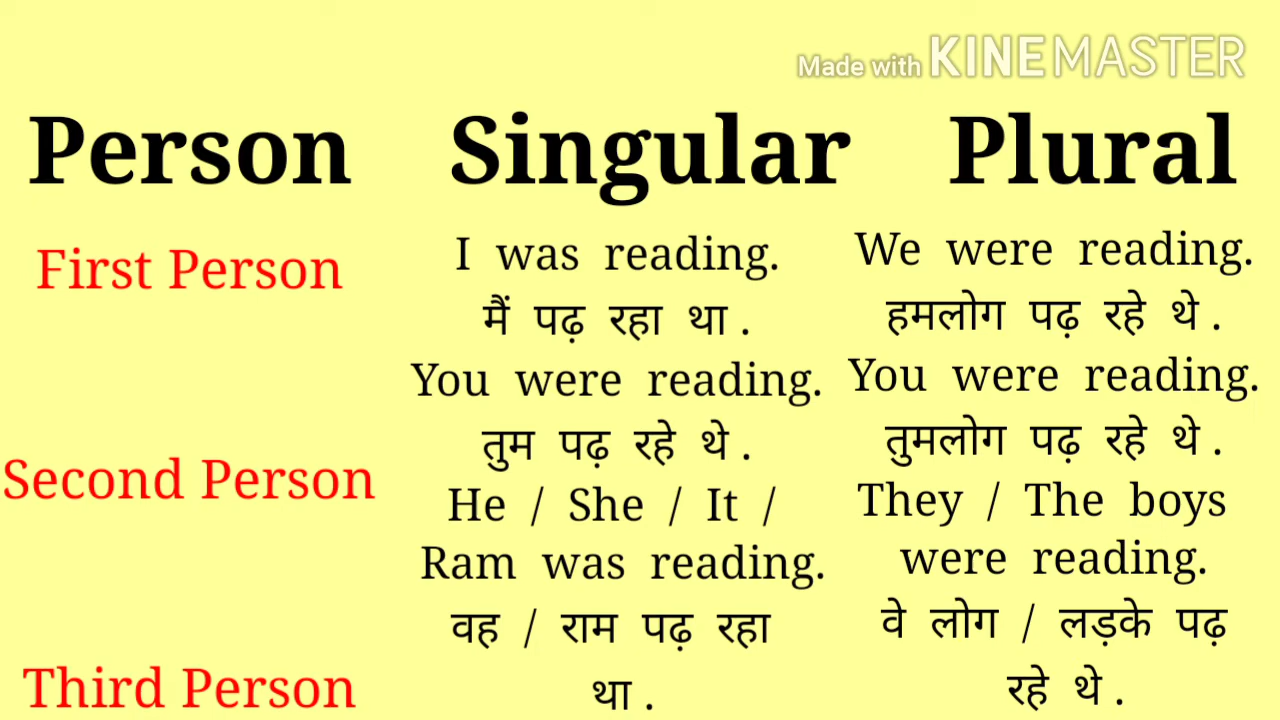 Made with KINEMASTER
Person Singular Plural
First Person
I was reading.
मैं पढ़ रहा था .
We were reading.
हमलोग पढ़ रहे थे .
Second Person
You were reading.
तुम पढ़ रहे थे .
You were reading.
तुमलोग पढ़ रहे थे .
Third Person
He / She / It /
Ram was reading.
वह / राम पढ़ रहा
था .
They / The boys
were reading.
वे लोग / लड़के पढ़
रहे थे .